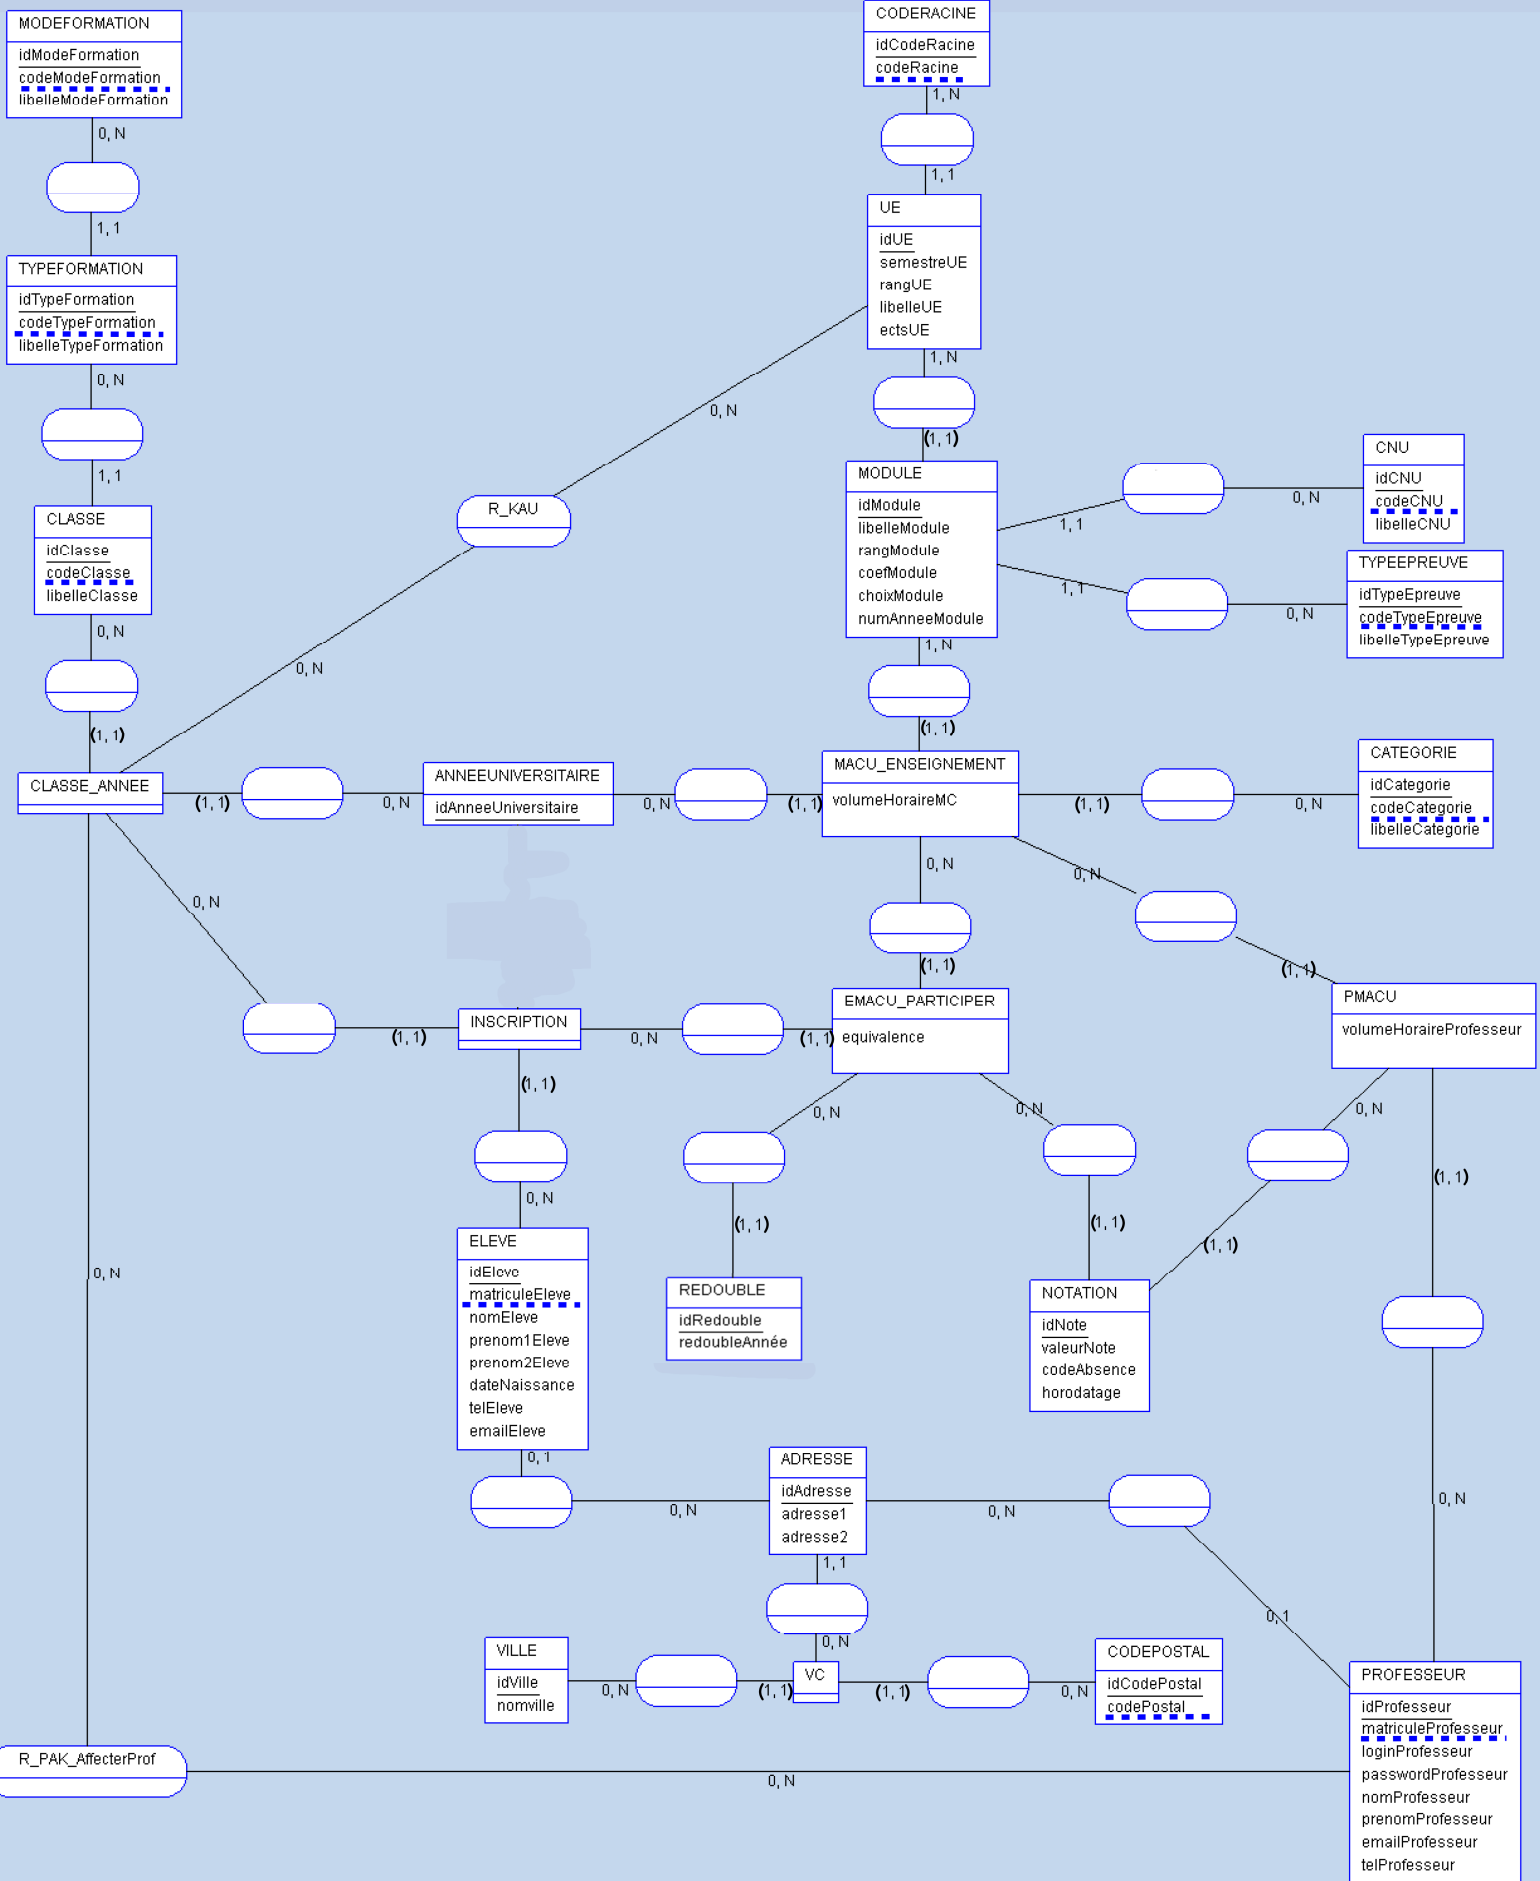 MODEFORMATION
idModeFormation
codeModeFormation
libelleModeFormation
0, N
1, 1
TYPEFORMATION
idTypeFormation
codeTypeFormation
libelleTypeFormation
0, N
1, 1
CLASSE
idClasse
codeClasse
libelleClasse
0, N
(1, 1)
CLASSE_ANNEE
CODERACINE
idCodeRacine
codeRacine
1, N
1, 1
UE
idUE
semestreUE
rangUE
libelleUE
ectsUE
1, N
(1, 1)
0, N
R_KAU
0, N
MODULE
idModule
libelleModule
rangModule
coefModule
choixModule
numAnneeModule
1, N
(1, 1)
1, 1
0, N
CNU
idCNU
codeCNU
libelleCNU
1, 1
0, N
TYPEEPREUVE
idTypeEpreuve
codeTypeEpreuve
libelleTypeEpreuve
(1, 1)
0, N
ANNEEUNIVERSITAIRE
idAnneeUniversitaire
0, N
(1, 1)
MACU_ENSEIGNEMENT
volumeHoraireMC
(1, 1)
0, N
CATEGORIE
idCategorie
codeCategorie
libelleCategorie
0, N
0, N
0, N
(1, 1)
(1, 1)
PMACU
volumeHoraireProfesseur
(1, 1)
INSCRIPTION
0, N
(1, 1)
EMACU_PARTICIPER
equivalence
(1, 1)
0, N
0, N
0, N
0, N
(1, 1)
(1, 1)
(1, 1)
(1, 1)
ELEVE
idEleve
matriculeEleve
nomEleve
prenom1Eleve
prenom2Eleve
dateNaissance
telEleve
emailEleve
0, 1
REDOUBLE
idRedouble
redoubleAnnée
NOTATION
idNote
valeurNote
codeAbsence
horodatage
0, N
0, N
0, N
ADRESSE
idAdresse
adresse1
adresse2
0, N
1, 1
0, N
0, 1
VILLE
idVille
nomville
0, N
(1, 1)
VC
(1, 1)
0, N
CODEPOSTAL
idCodePostal
codePostal
PROFESSEUR
idProfesseur
matriculeProfesseur
loginProfesseur
passwordProfesseur
nomProfesseur
prenomProfesseur
emailProfesseur
telProfesseur
R_PAK_AffecterProf
0, N